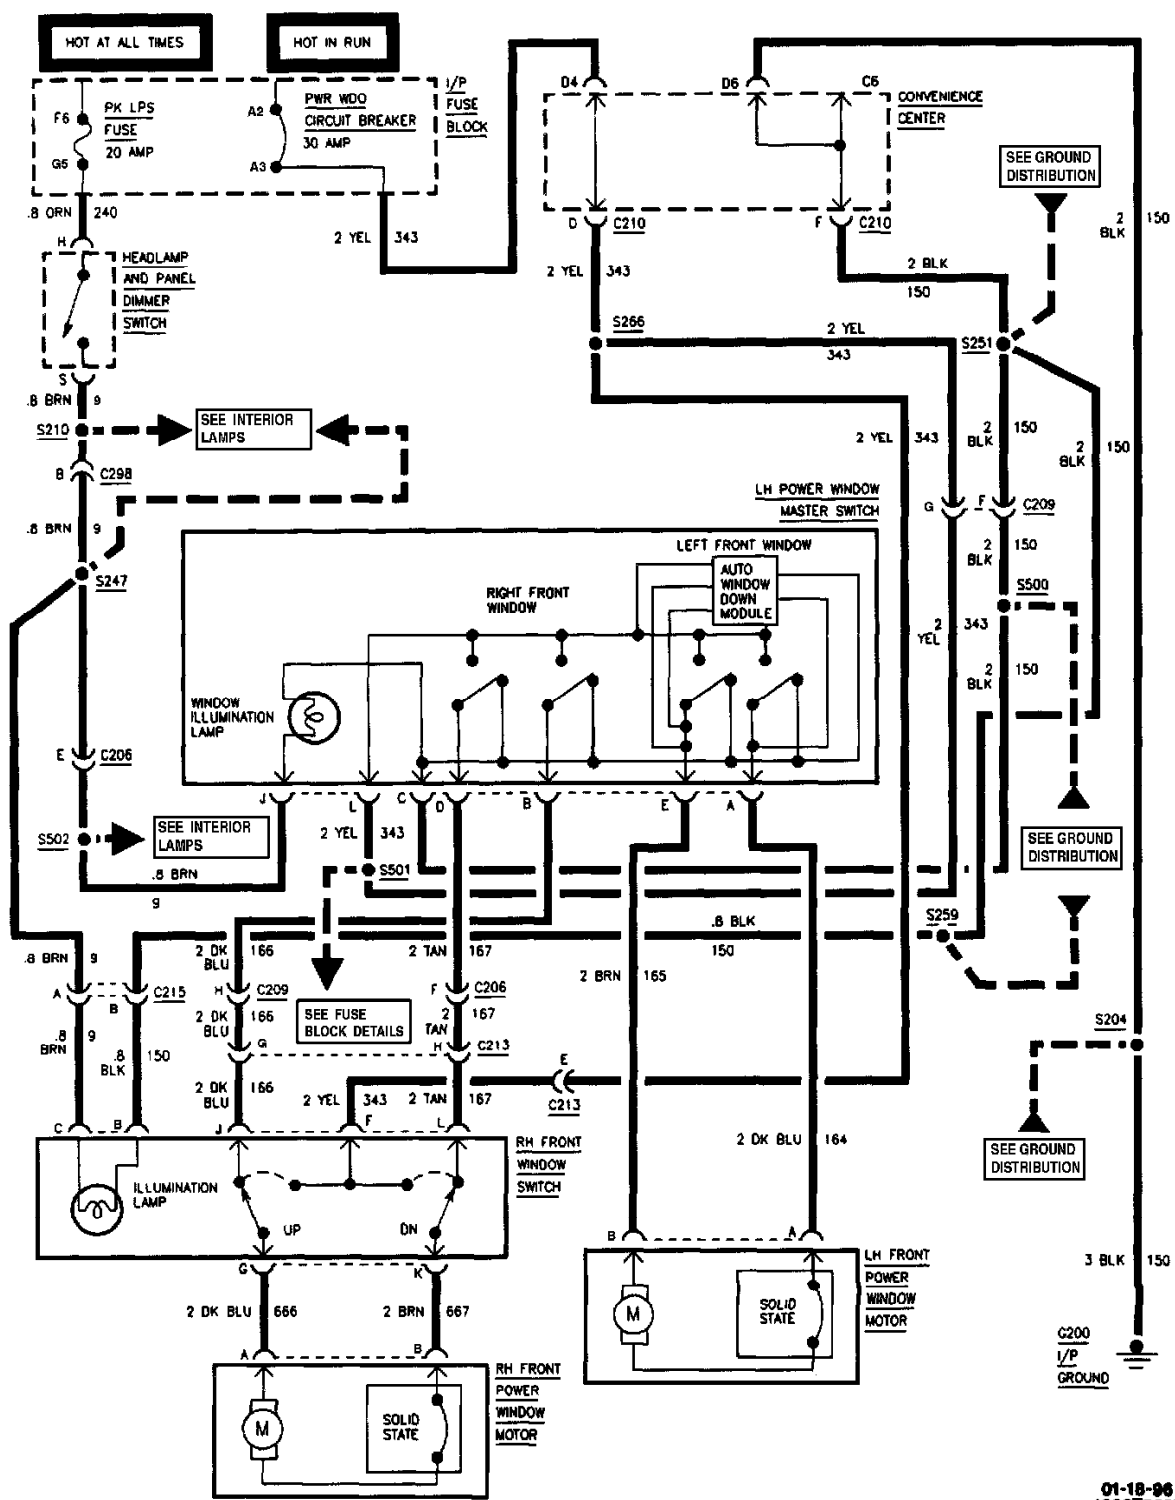 HOT AT ALL TIMES
HOT IN RUN
I/P
FUSE
BLOCK
F6
PK LPS
FUSE
20 AMP
G5
A2
PWR WDO
CIRCUIT BREAKER
30 AMP
A3
D4
D6
C6
CONVENIENCE
CENTER
SEE GROUND
DISTRIBUTION
.8 ORN
240
2 YEL
343
D
C210
F
C210
2
BLK
150
H
HEADLAMP
AND PANEL
DIMMER
SWITCH
2 YEL
343
2 BLK
150
S266
2 YEL
343
S251
S
.8 BRN
9
S210
SEE INTERIOR
LAMPS
B
C298
2 YEL
343
2
BLK
150
2
BLK
150
LH POWER WINDOW
MASTER SWITCH
G
F
C209
.8 BRN
9
2
BLK
150
S247
LEFT FRONT WINDOW
AUTO
WINDOW
DOWN
MODULE
RIGHT FRONT
WINDOW
S500
2
YEL
343
2
BLK
150
WINDOW
ILLUMINATION
LAMP
E
C206
J
L
C
D
B
E
A
S502
SEE INTERIOR
LAMPS
2 YEL
343
S501
SEE GROUND
DISTRIBUTION
.8 BRN
9
.8 BLK
150
S259
.8 BRN
9
2 DK
BLU
166
2 TAN
167
2 BRN
165
A
B
C215
H
C209
F
C206
SEE FUSE
BLOCK DETAILS
.8
BRN
9
.8
BLK
150
2 DK
BLU
166
2
TAN
167
S204
G
H
C213
E
C213
2 DK
BLU
166
2 YEL
343
2 TAN
167
C
B
J
F
L
2 DK BLU
164
SEE GROUND
DISTRIBUTION
RH FRONT
WINDOW
SWITCH
ILLUMINATION
LAMP
UP
DN
G
K
B
A
LH FRONT
POWER
WINDOW
MOTOR
M
SOLID
STATE
3 BLK
150
2 DK BLU
666
2 BRN
667
G200
I/P
GROUND
A
B
RH FRONT
POWER
WINDOW
MOTOR
M
SOLID
STATE
01-18-96